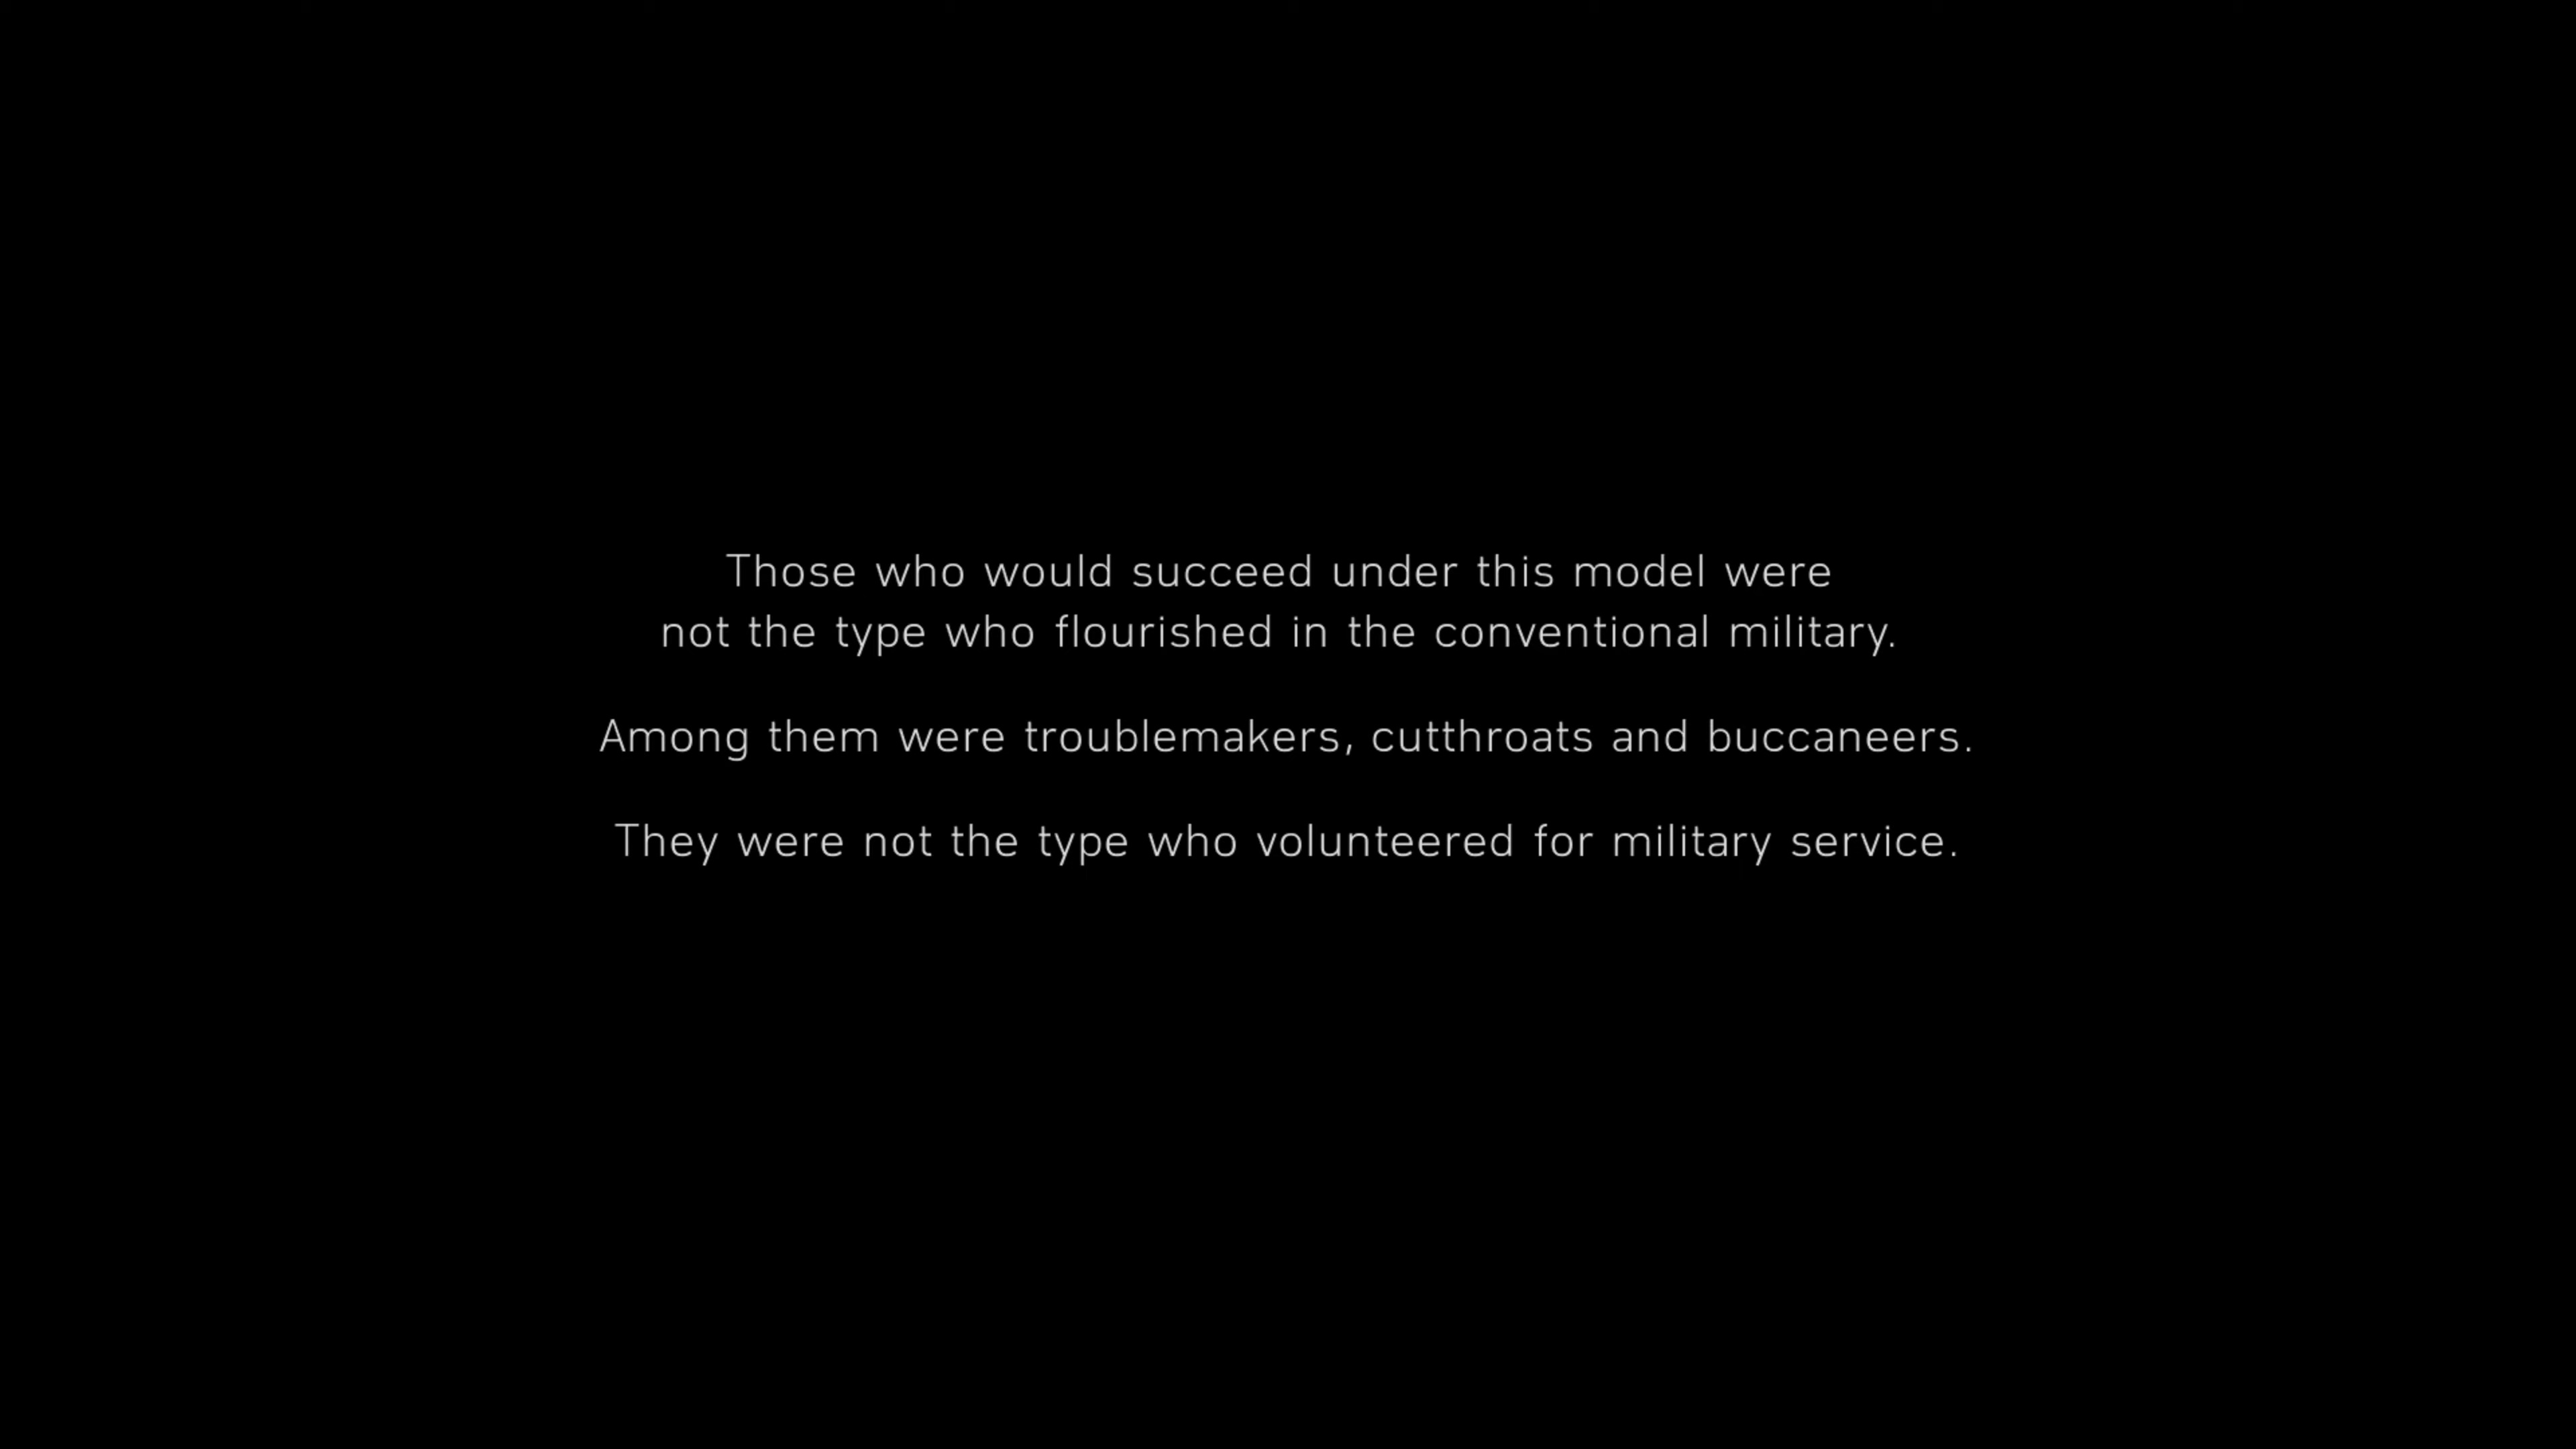 Those who would succeed under this model were
not the type who flourished in the conventional military.
Among them were troublemakers, cutthroats and buccaneers.
They were not the type who volunteered for military service.